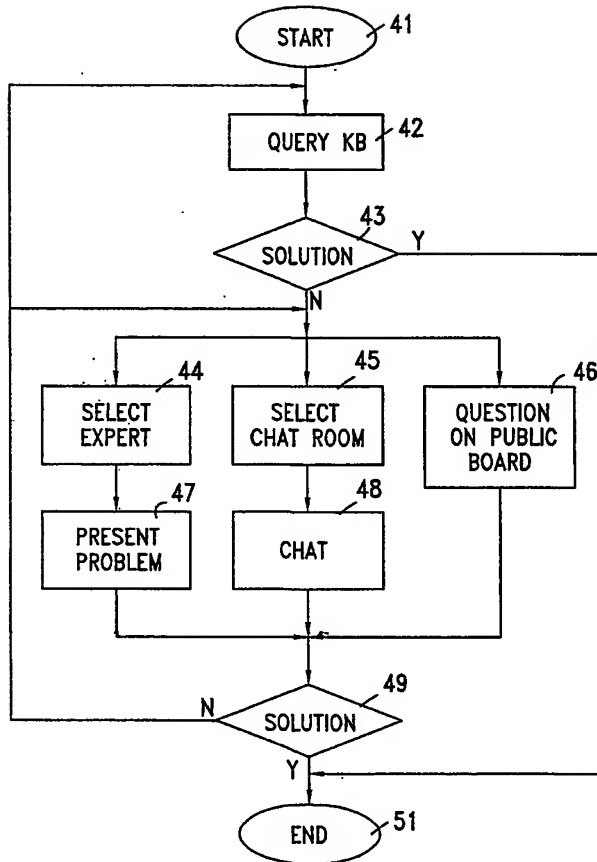 START
41
QUERY KB
42
SOLUTION
43
Y
N
SELECT
EXPERT
44
SELECT
CHAT ROOM
45
QUESTION
ON PUBLIC
BOARD
46
PRESENT
PROBLEM
47
CHAT
48
SOLUTION
49
N
Y
END
51